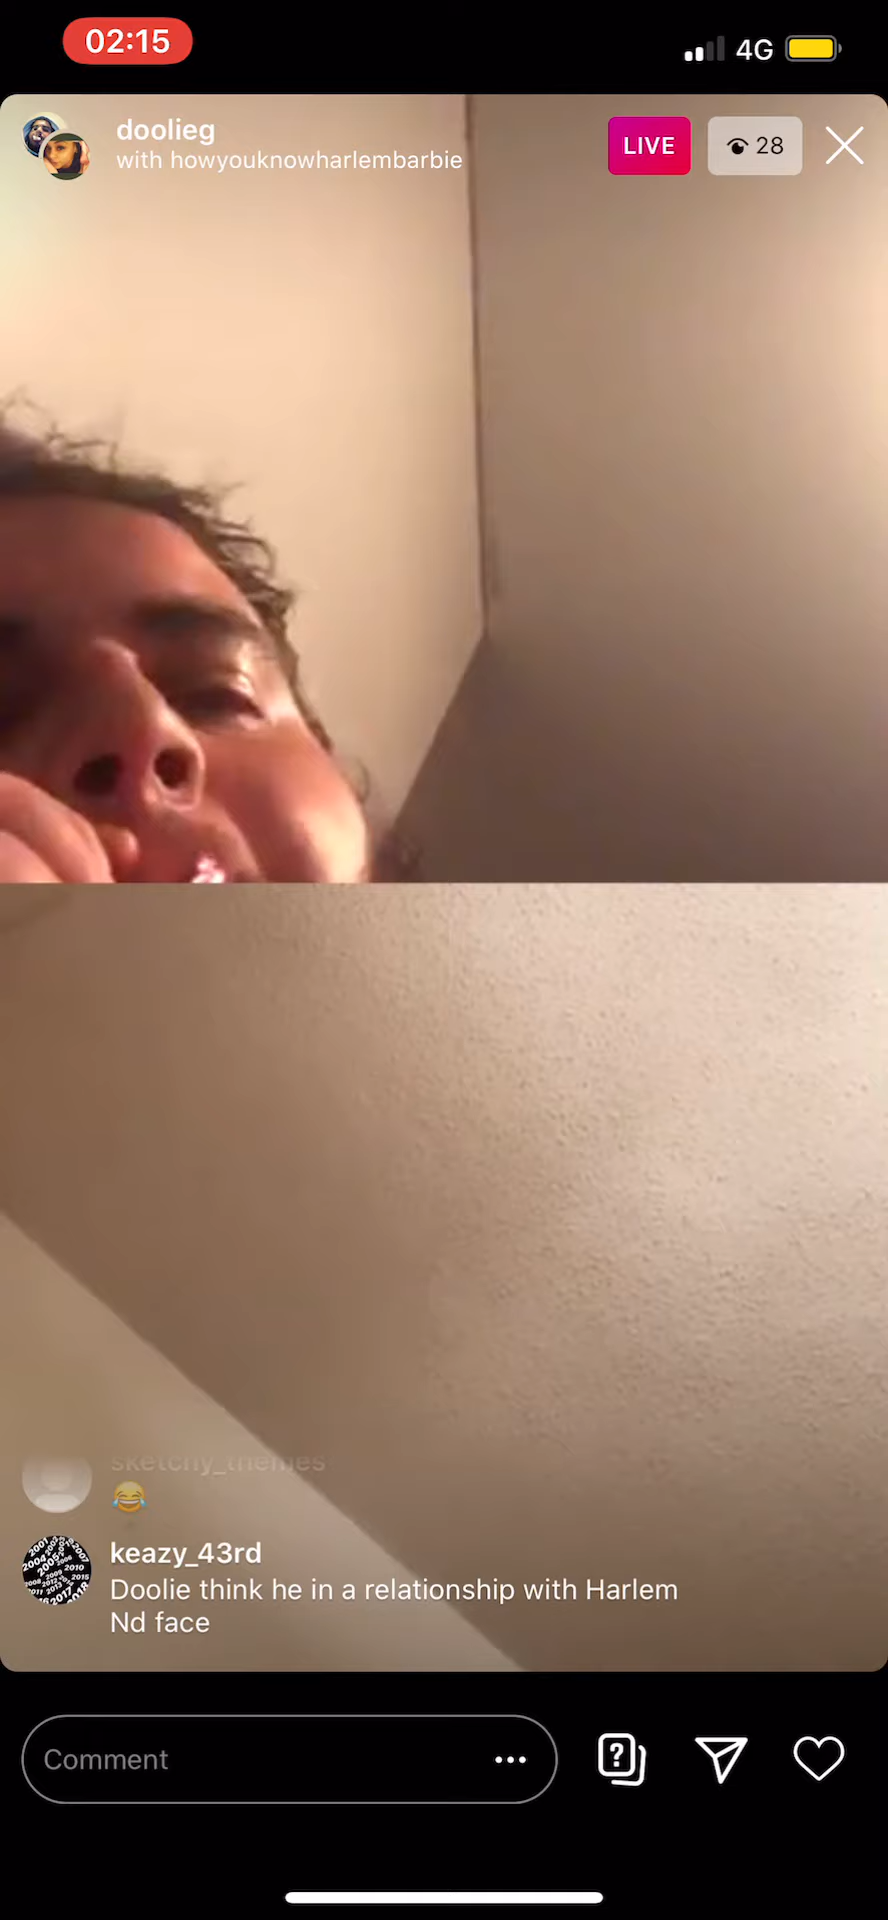 02:15
4G
doolieg
with howyouknowharlembarbie
LIVE
28
sketchy_themes
😂
keazy_43rd
Doolie think he in a relationship with Harlem
Nd face
Comment